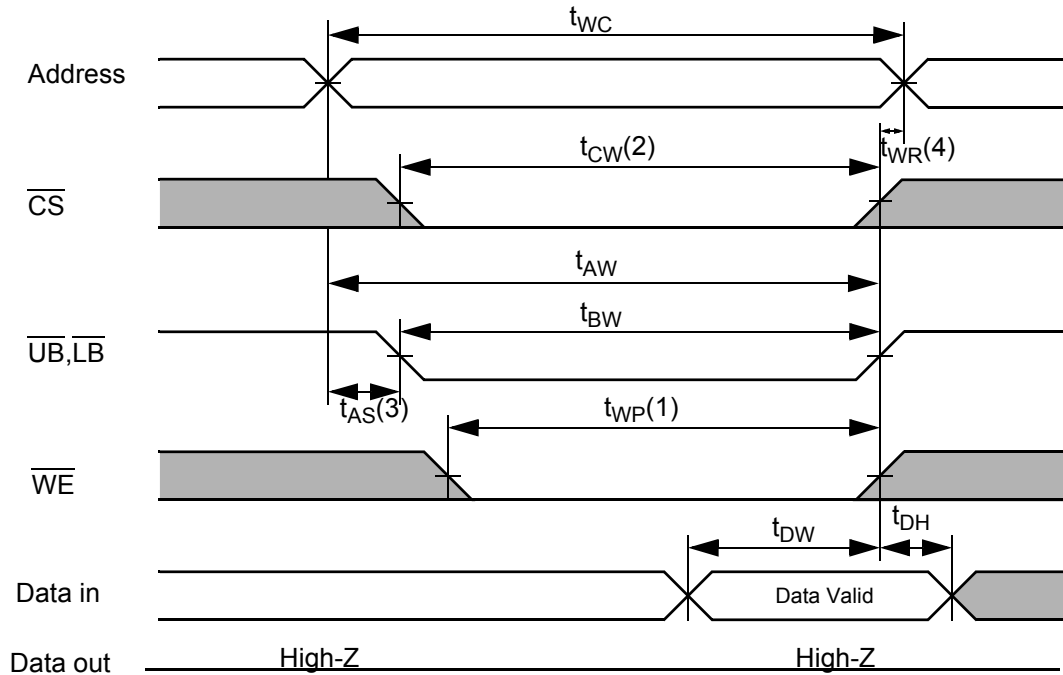 tWC
Address
tCW(2)
tWR(4)
CS
tAW
tBW
UB,LB
tAS(3)
tWP(1)
WE
tDW
tDH
Data in
Data Valid
Data out
High-Z
High-Z